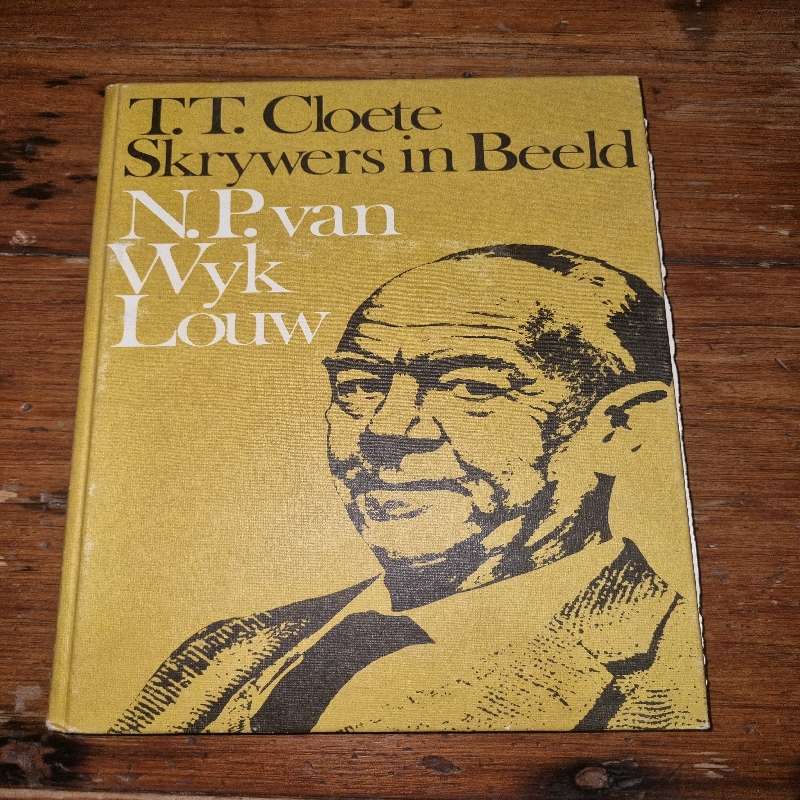 T.T. Cloete
Skrywers in Beeld
N.P. van
Wyk
Louw